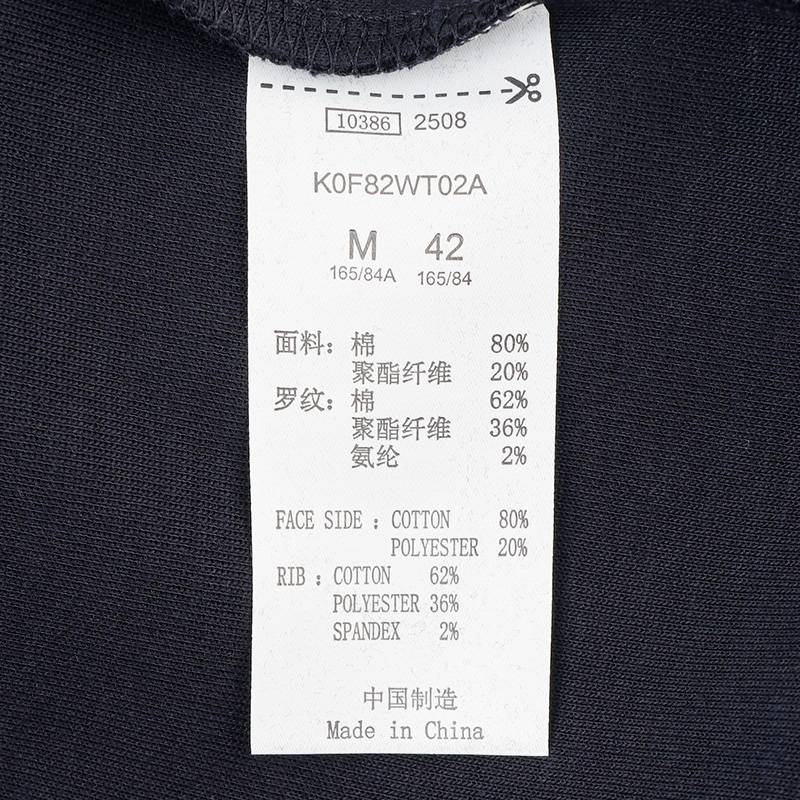 10386 2508
K0F82WT02A
M 42
165/84A 165/84
面料：棉 80%
聚酯纤维 20%
罗纹：棉 62%
聚酯纤维 36%
氨纶 2%
FACE SIDE : COTTON 80%
POLYESTER 20%
RIB : COTTON 62%
POLYESTER 36%
SPANDEX 2%
中国制造
Made in China